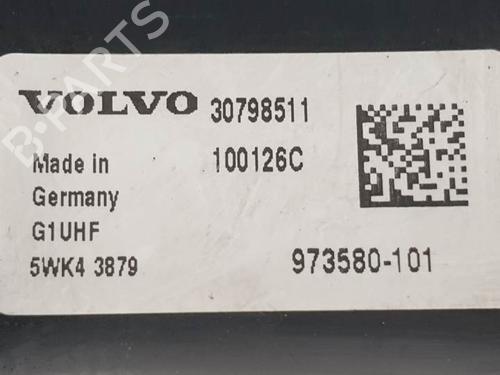 B-PARTS
VOLVO 30798511
Made in 100126C
Germany
G1UHF
5WK4 3879 973580-101